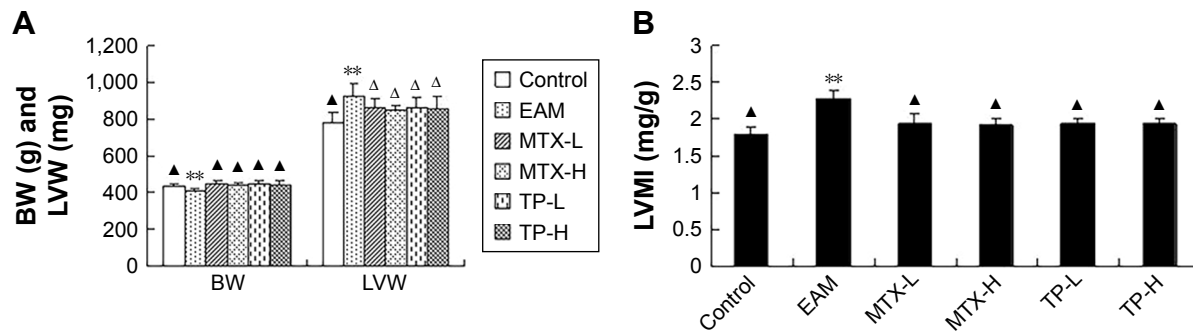 A
BW (g) and
LVW (mg)
1,200
1,000
800
600
400
200
0
▲ ** ▲ ▲ ▲ ▲
▲ ** Δ Δ Δ Δ
BW
LVW
Control
EAM
MTX-L
MTX-H
TP-L
TP-H
B
LVMI (mg/g)
3
2.5
2
1.5
1
0.5
0
▲ ** ▲ ▲ ▲ ▲
Control
EAM
MTX-L
MTX-H
TP-L
TP-H